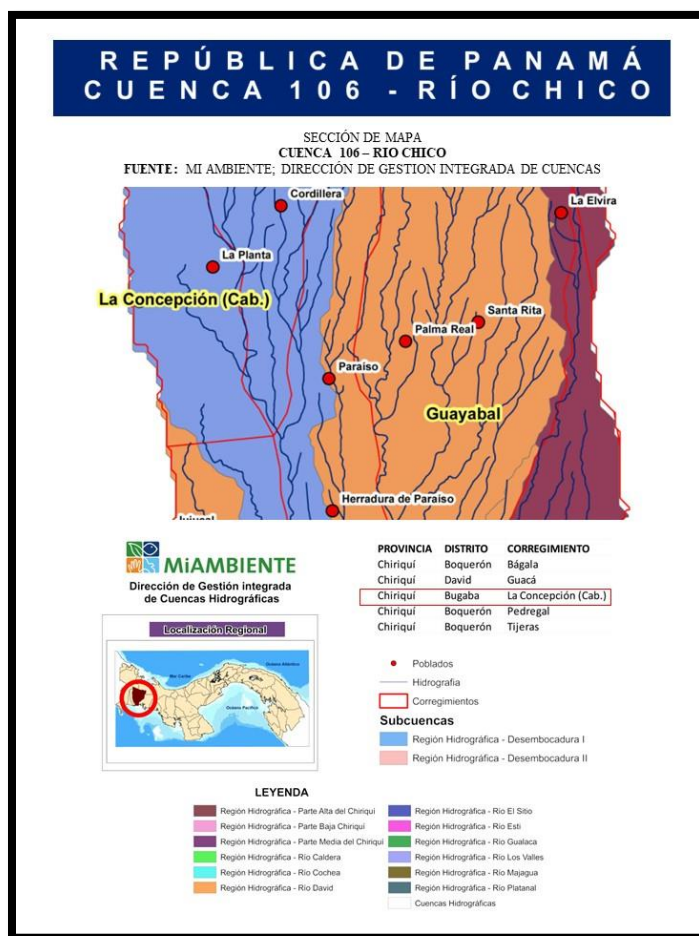 REPÚBLICA DE PANAMÁ
CUENCA 106 - RÍO CHICO
SECCIÓN DE MAPA
CUENCA 106 – RIO CHICO
FUENTE: MI AMBIENTE; DIRECCIÓN DE GESTION INTEGRADA DE CUENCAS
Cordillera
La Elvira
La Planta
La Concepción (Cab.)
Santa Rita
Palma Real
Paraíso
Guayabal
Herradura de Paraíso
MiAMBIENTE
Dirección de Gestión integrada
de Cuencas Hidrográficas
PROVINCIA DISTRITO CORREGIMIENTO
Chiriquí Boquerón Bágala
Chiriquí David Guacá
Chiriquí Bugaba La Concepción (Cab.)
Chiriquí Boquerón Pedregal
Chiriquí Boquerón Tijeras
Localización Regional
Mar Caribe
Océano Atlántico
Océano Pacífico
Poblados
Hidrografia
Corregimientos
Subcuencas
Región Hidrográfica - Desembocadura I
Región Hidrográfica - Desembocadura II
LEYENDA
Región Hidrográfica - Parte Alta del Chiriquí
Región Hidrográfica - Parte Baja Chiriquí
Región Hidrográfica - Parte Media del Chiriquí
Región Hidrográfica - Río Caldera
Región Hidrográfica - Río Cochea
Región Hidrográfica - Río David
Región Hidrográfica - Río El Sitio
Región Hidrográfica - Río Esti
Región Hidrográfica - Río Gualaca
Región Hidrográfica - Río Los Valles
Región Hidrográfica - Río Majagua
Región Hidrográfica - Río Platanal
Cuencas Hidrográficas